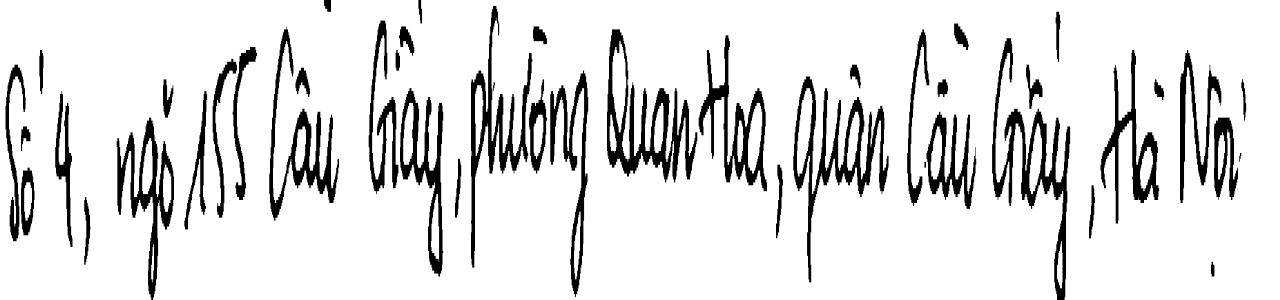 Số 4, ngõ 155 Cầu Giấy, phường Quan Hoa, quận Cầu Giấy, Hà Nội